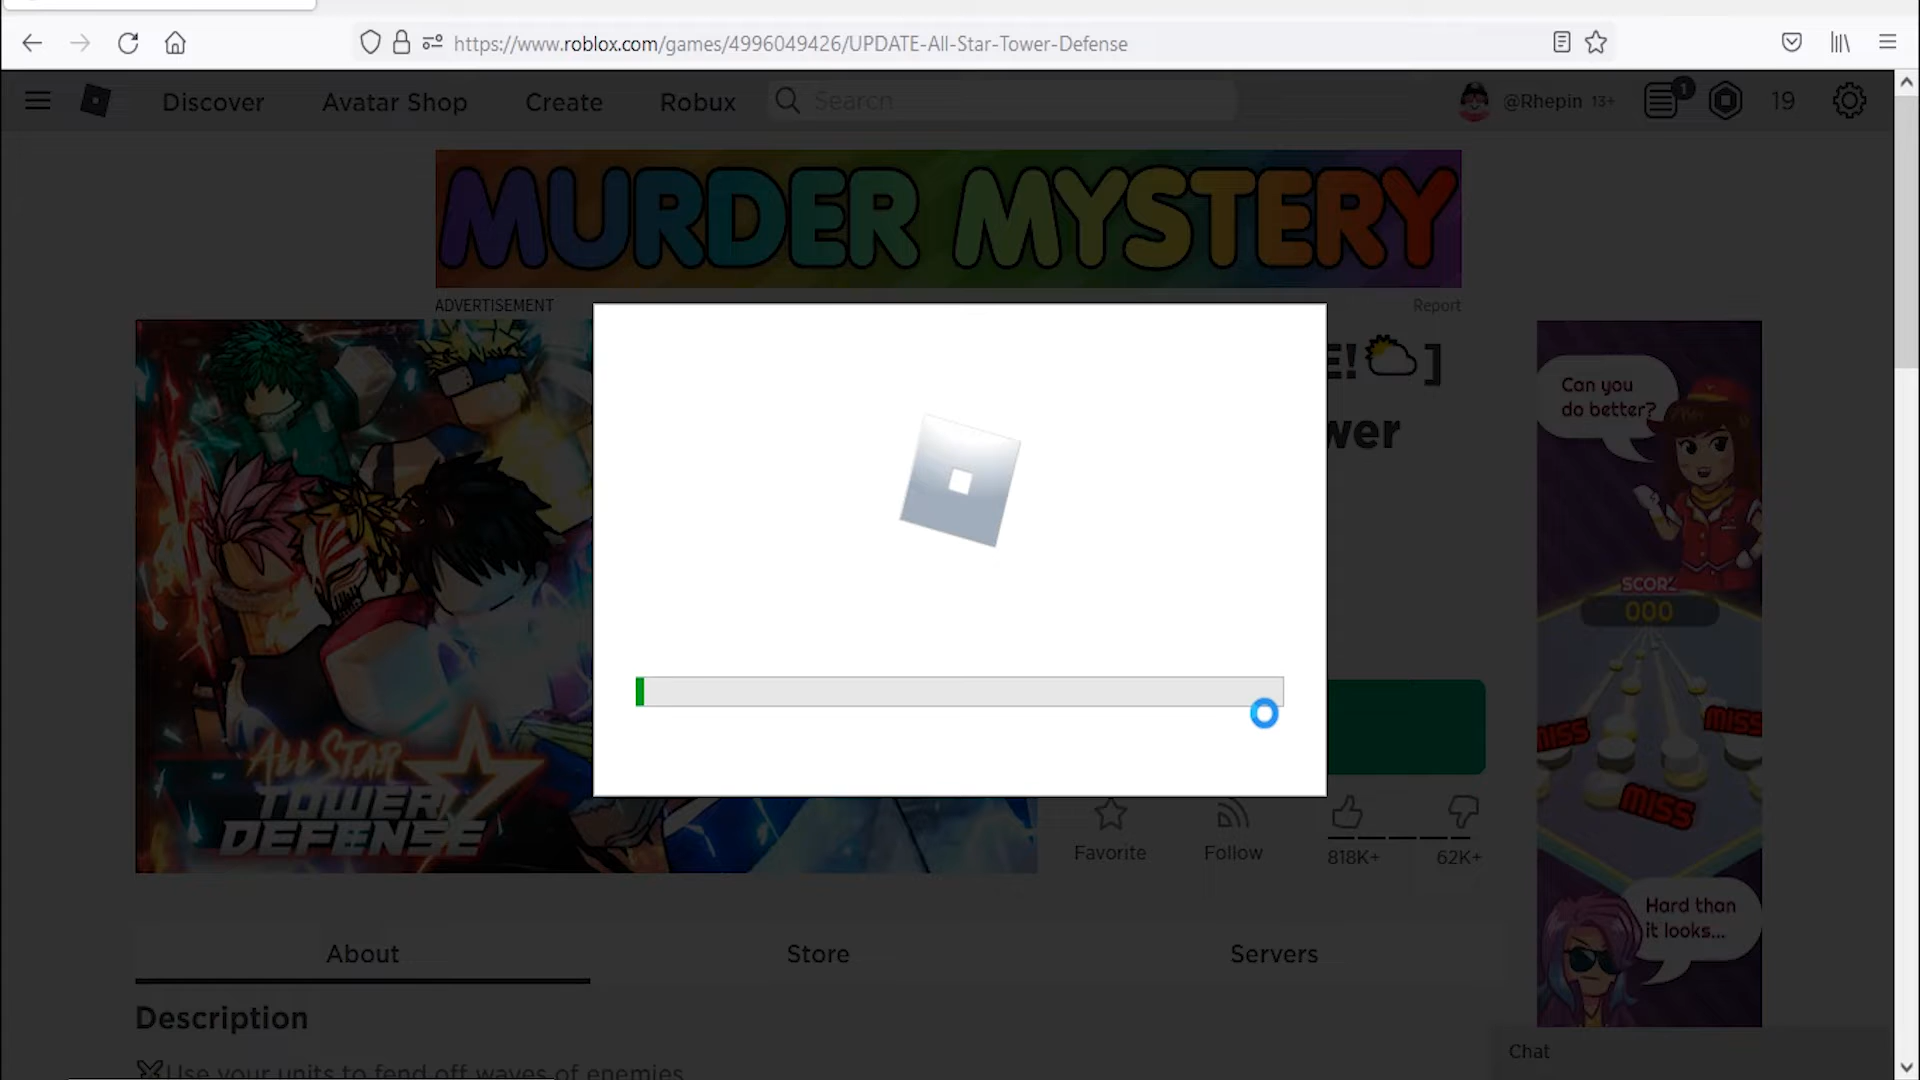 https://www.roblox.com/games/4996049426/UPDATE-All-Star-Tower-Defense
Discover
Avatar Shop
Create
Robux
Search
@Rhepin 13+
1
19
MURDER MYSTERY
ADVERTISEMENT
Report
E!
]
wer
ALL STAR
TOWER
DEFENSE
Can you
do better?
SCORE
000
MISS
MISS
MISS
Hard than
it looks...
Favorite
Follow
818K+
62K+
About
Store
Servers
Description
Use your units to fend off waves of enemies
Chat